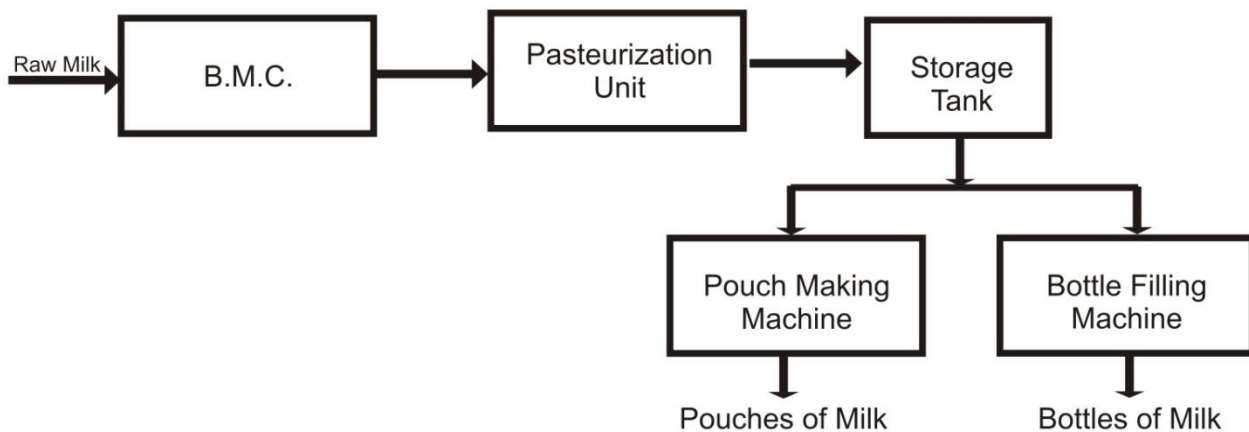 Raw Milk
B.M.C.
Pasteurization
Unit
Storage
Tank
Pouch Making
Machine
Bottle Filling
Machine
Pouches of Milk
Bottles of Milk